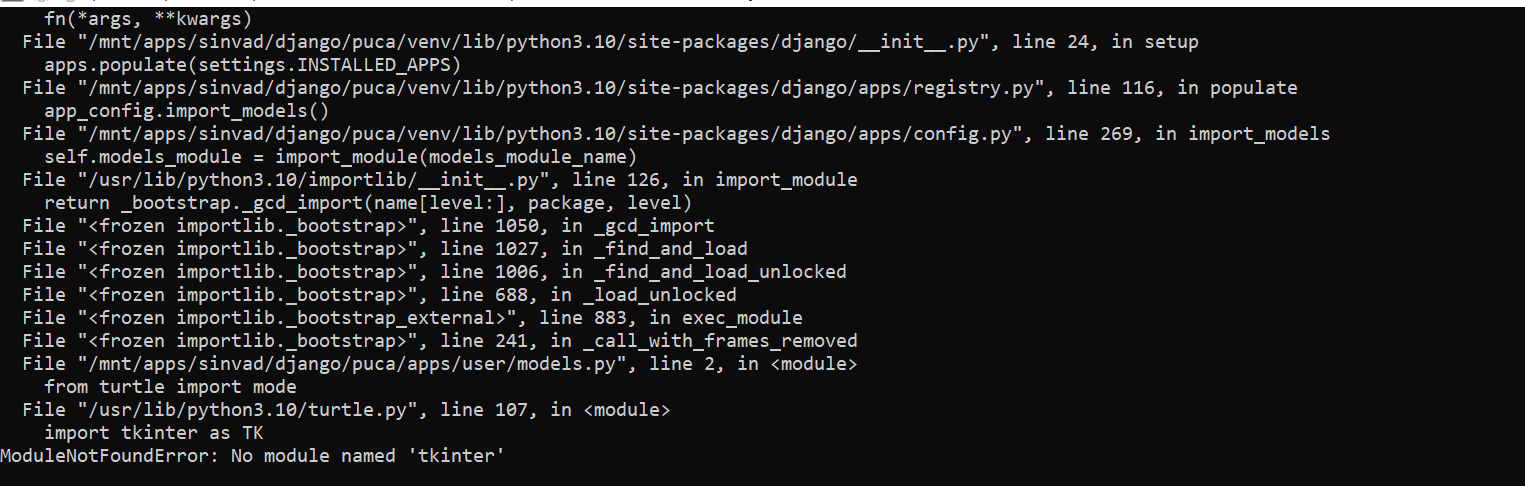 fn(*args, **kwargs)
File "/mnt/apps/sinvad/django/puca/venv/lib/python3.10/site-packages/django/__init__.py", line 24, in setup
apps.populate(settings.INSTALLED_APPS)
File "/mnt/apps/sinvad/django/puca/venv/lib/python3.10/site-packages/django/apps/registry.py", line 116, in populate
app_config.import_models()
File "/mnt/apps/sinvad/django/puca/venv/lib/python3.10/site-packages/django/apps/config.py", line 269, in import_models
self.models_module = import_module(models_module_name)
File "/usr/lib/python3.10/importlib/__init__.py", line 126, in import_module
return _bootstrap._gcd_import(name[level:], package, level)
File "<frozen importlib._bootstrap>", line 1050, in _gcd_import
File "<frozen importlib._bootstrap>", line 1027, in _find_and_load
File "<frozen importlib._bootstrap>", line 1006, in _find_and_load_unlocked
File "<frozen importlib._bootstrap>", line 688, in _load_unlocked
File "<frozen importlib._bootstrap_external>", line 883, in exec_module
File "<frozen importlib._bootstrap>", line 241, in _call_with_frames_removed
File "/mnt/apps/sinvad/django/puca/apps/user/models.py", line 2, in <module>
from turtle import mode
File "/usr/lib/python3.10/turtle.py", line 107, in <module>
import tkinter as TK
ModuleNotFoundError: No module named 'tkinter'